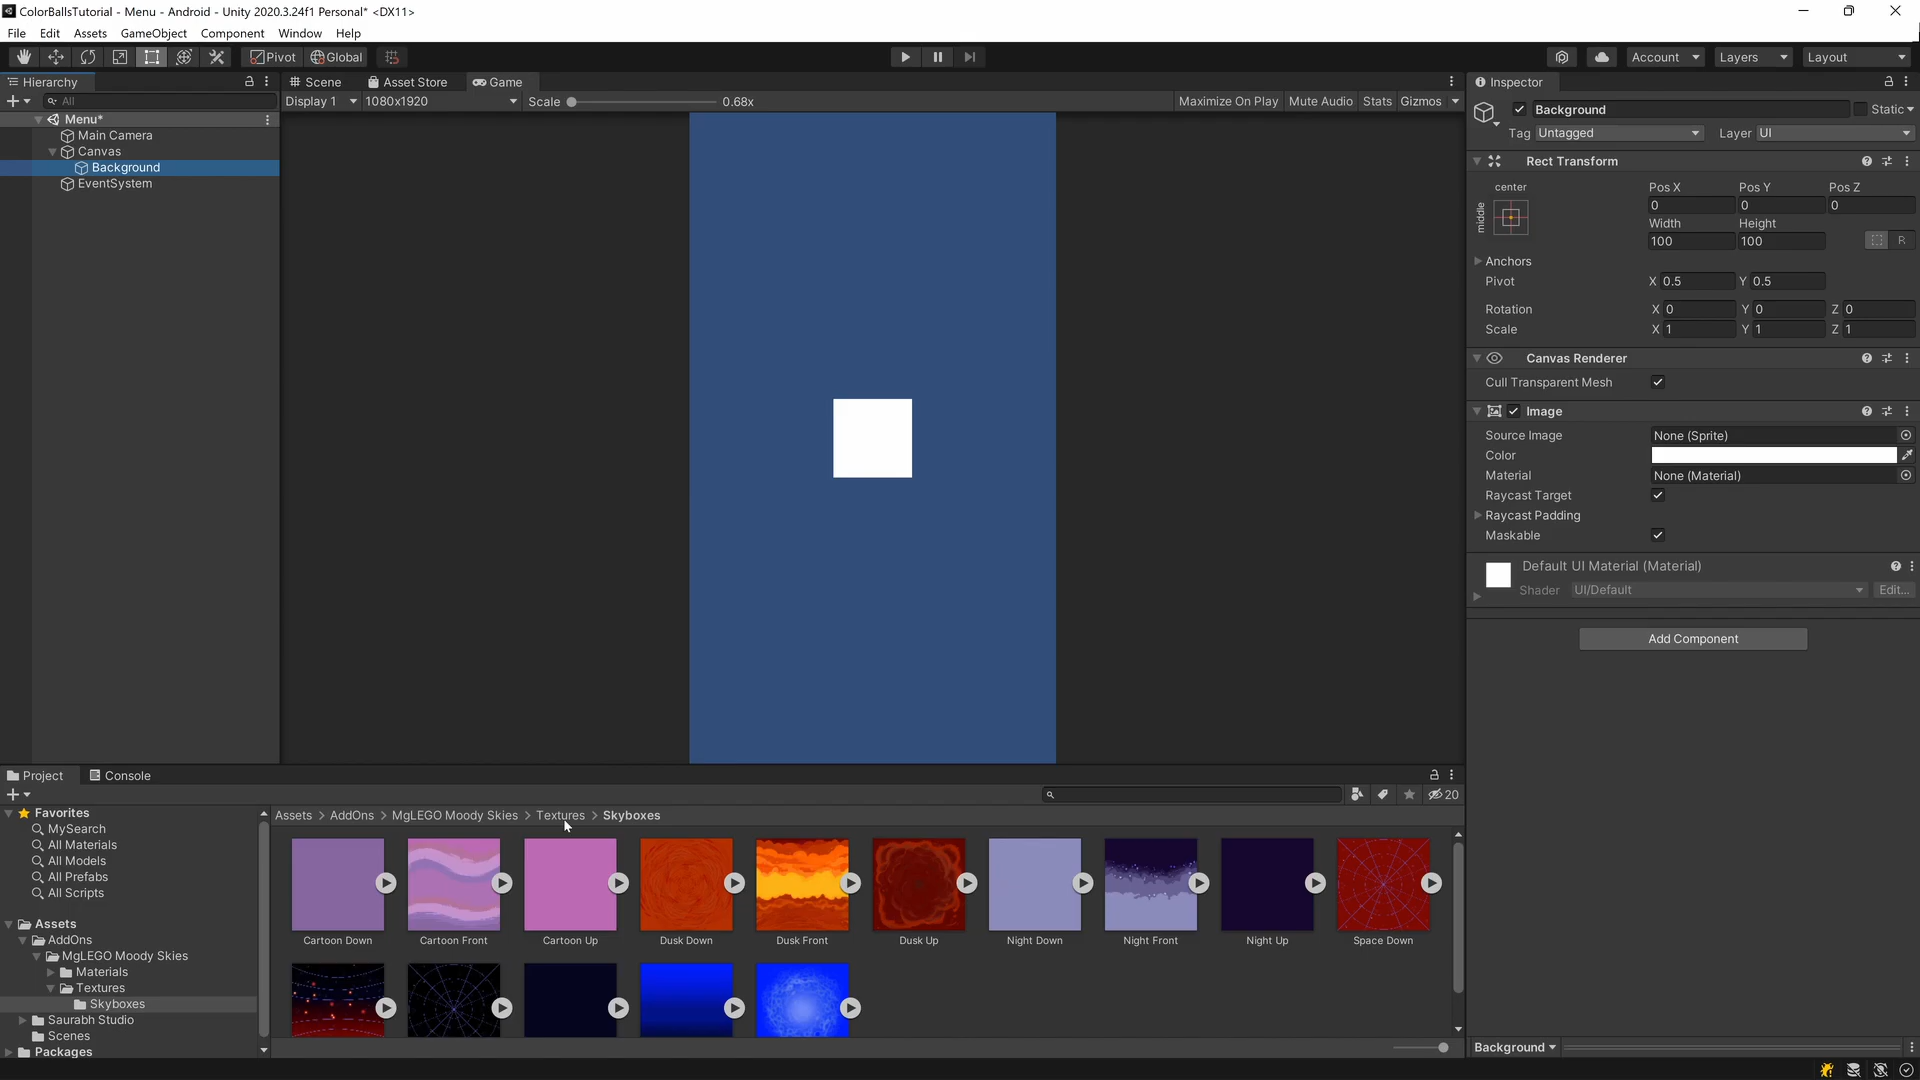 ColorBallsTutorial - Menu - Android - Unity 2020.3.24f1 Personal* <DX11>
File Edit Assets GameObject Component Window Help
Pivot Global Account Layers Layout
Hierarchy
All
Menu*
Main Camera
Canvas
Background
EventSystem
Scene Asset Store Game
Display 1 1080x1920 Scale 0.68x Maximize On Play Mute Audio Stats Gizmos
Inspector
Background Static
Tag Untagged Layer UI
Rect Transform
center
middle
Pos X Pos Y Pos Z
0 0 0
Width Height
100 100 R
Anchors
Pivot X 0.5 Y 0.5
Rotation X 0 Y 0 Z 0
Scale X 1 Y 1 Z 1
Canvas Renderer
Cull Transparent Mesh
Image
Source Image None (Sprite)
Color
Material None (Material)
Raycast Target
Raycast Padding
Maskable
Default UI Material (Material)
Shader UI/Default Edit...
Add Component
Background
Project Console
20
Favorites
MySearch
All Materials
All Models
All Prefabs
All Scripts
Assets
AddOns
MgLEGO Moody Skies
Materials
Textures
Skyboxes
Saurabh Studio
Scenes
Packages
Assets > AddOns > MgLEGO Moody Skies > Textures > Skyboxes
Cartoon Down Cartoon Front Cartoon Up Dusk Down Dusk Front Dusk Up Night Down Night Front Night Up Space Down